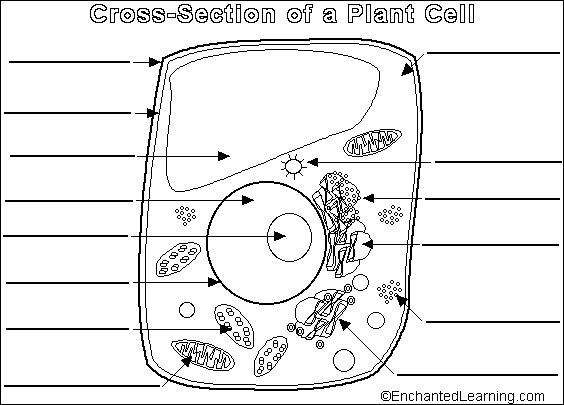 Cross-Section of a Plant Cell
©EnchantedLearning.com